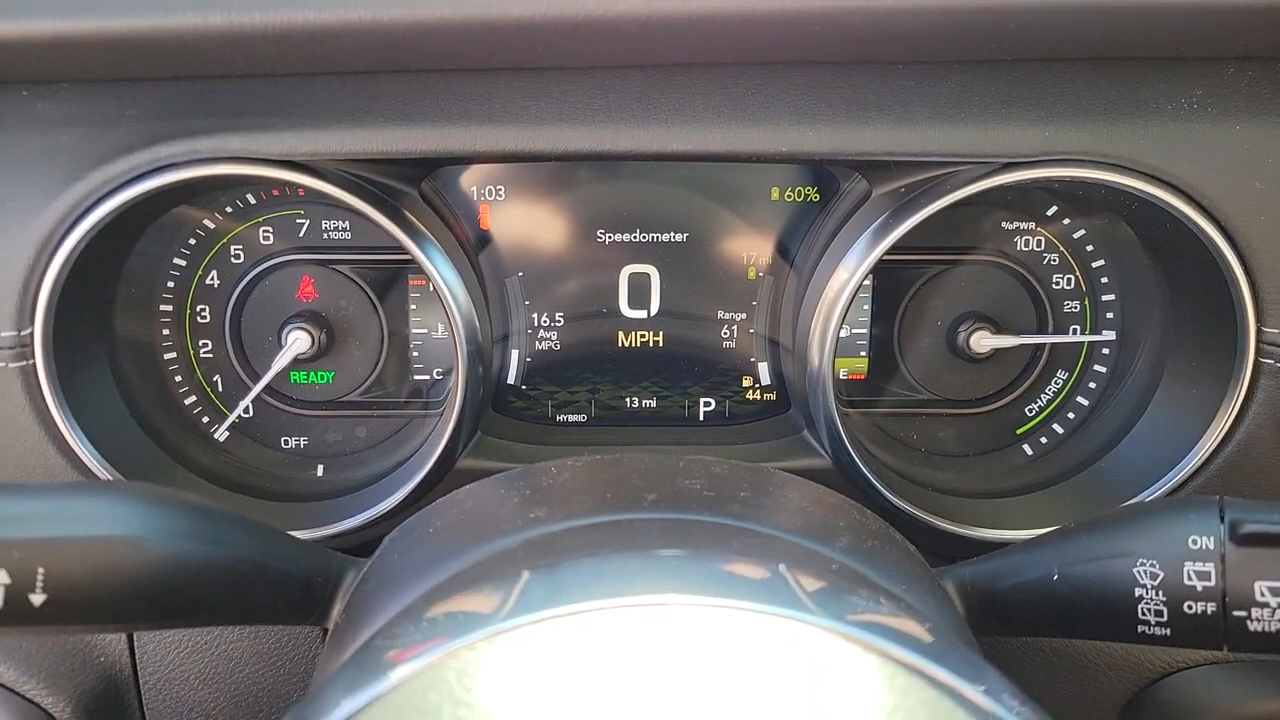 1:03
60%
Speedometer
0
MPH
16.5
Avg
MPG
17 mi
Range
61
mi
44 mi
HYBRID
13 mi
P
7
6
5
4
3
2
1
0
RPM
x1000
READY
OFF
C
%PWR
100
75
50
25
0
CHARGE
E
ON
OFF
PULL
PUSH